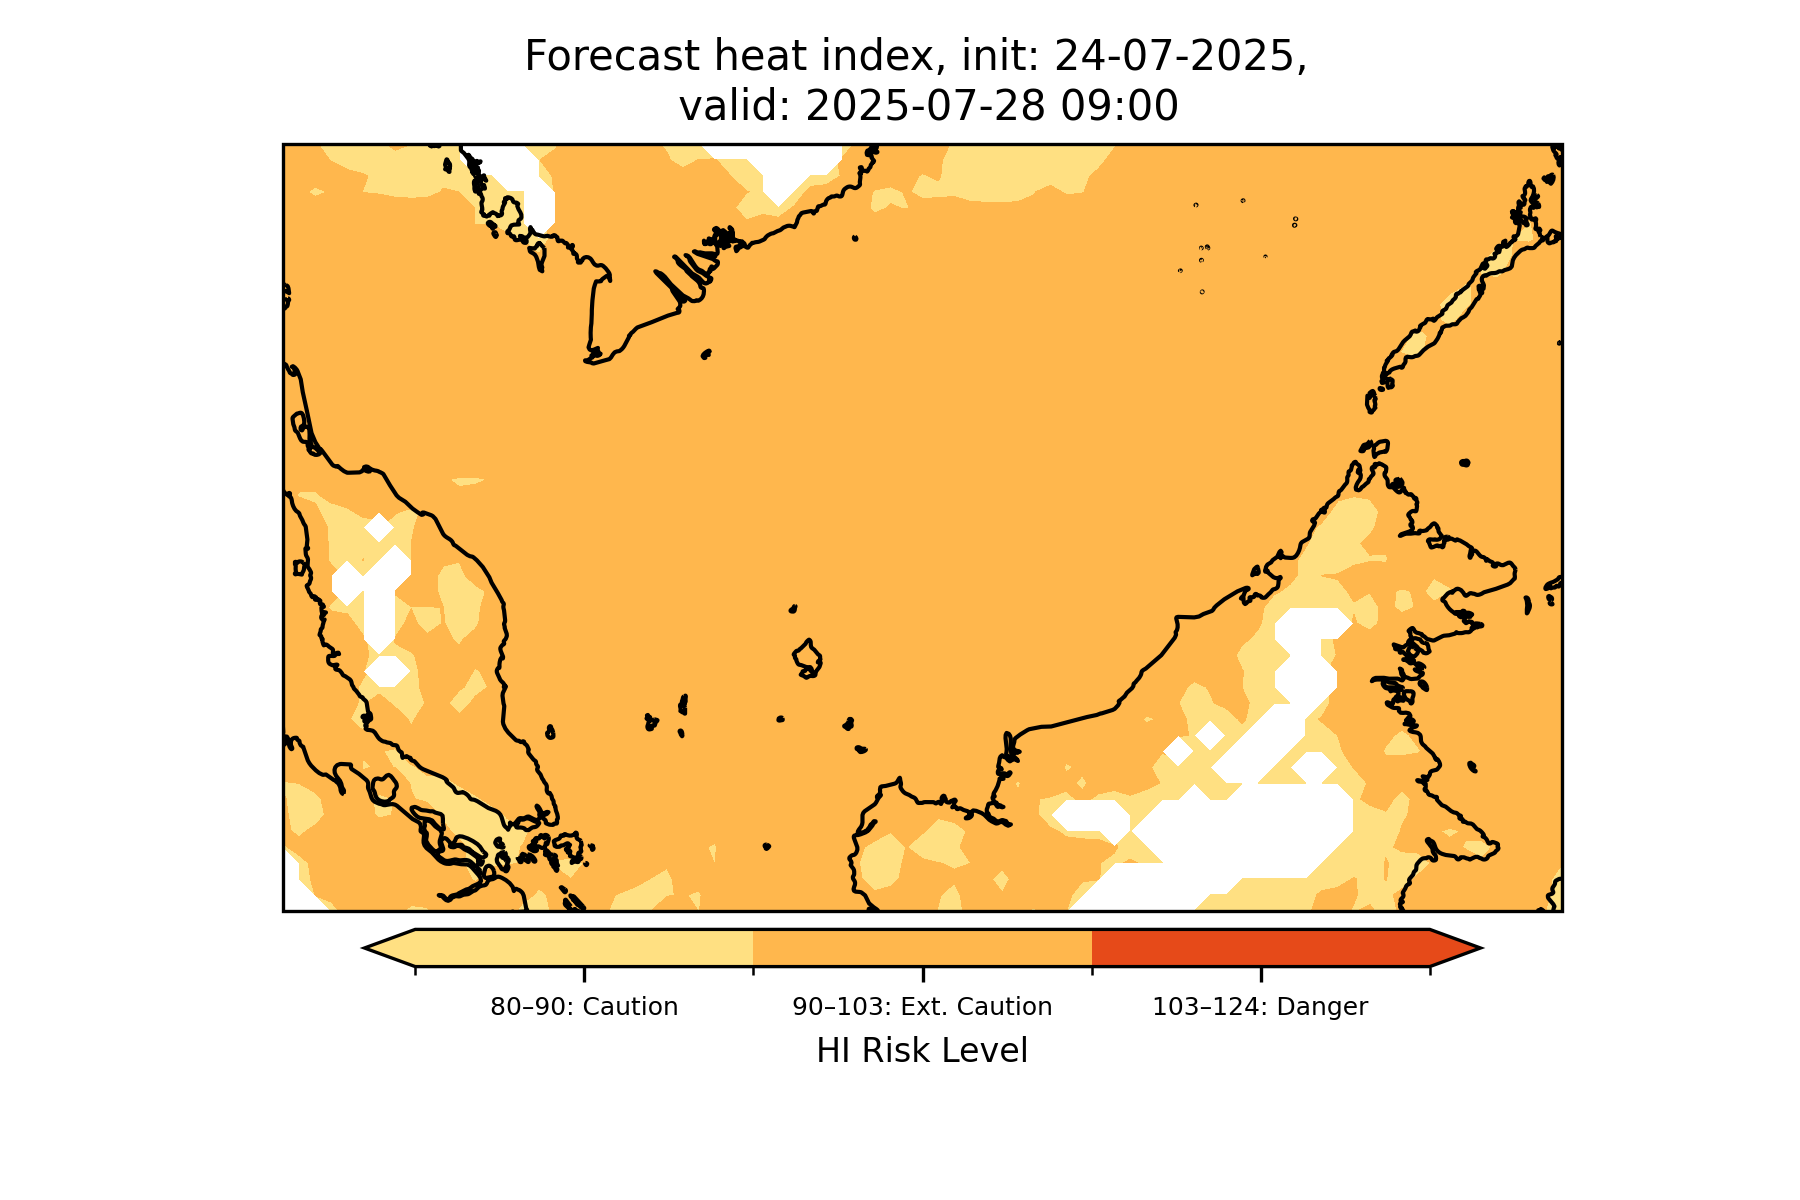 Forecast heat index, init: 24-07-2025,
valid: 2025-07-28 09:00
80–90: Caution
90–103: Ext. Caution
103–124: Danger
HI Risk Level